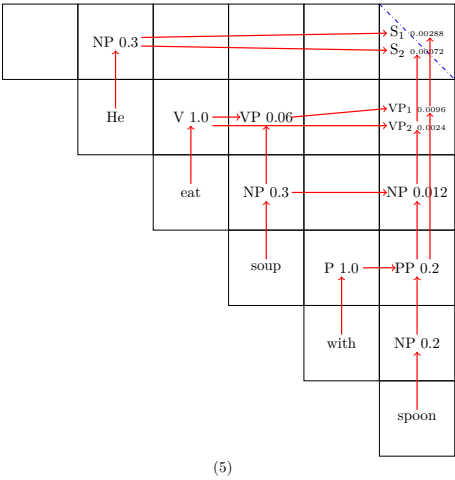 NP 0.3
S₁ 0.00288
S₂ 0.00072
He
V 1.0
VP 0.06
VP₁ 0.0096
VP₂ 0.0024
eat
NP 0.3
NP 0.012
soup
P 1.0
PP 0.2
with
NP 0.2
spoon
(5)